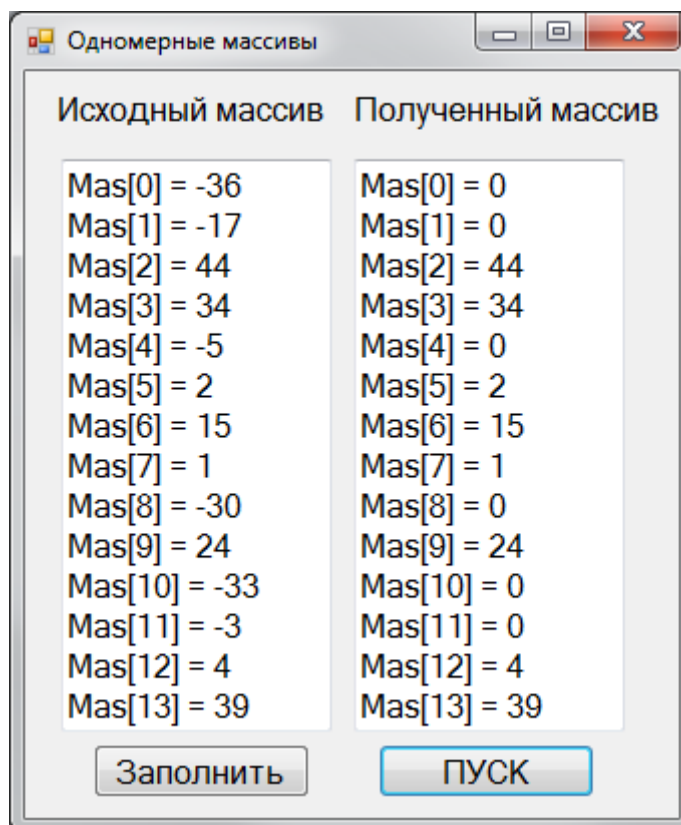 Одномерные массивы
Исходный массив Полученный массив
Mas[0] = -36
Mas[1] = -17
Mas[2] = 44
Mas[3] = 34
Mas[4] = -5
Mas[5] = 2
Mas[6] = 15
Mas[7] = 1
Mas[8] = -30
Mas[9] = 24
Mas[10] = -33
Mas[11] = -3
Mas[12] = 4
Mas[13] = 39
Mas[0] = 0
Mas[1] = 0
Mas[2] = 44
Mas[3] = 34
Mas[4] = 0
Mas[5] = 2
Mas[6] = 15
Mas[7] = 1
Mas[8] = 0
Mas[9] = 24
Mas[10] = 0
Mas[11] = 0
Mas[12] = 4
Mas[13] = 39
Заполнить ПУСК